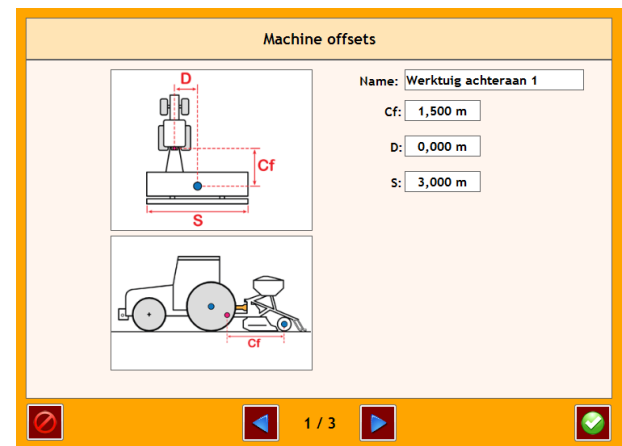 Machine offsets
D
Cf
S
Cf
Name: Werktuig achteraan 1
Cf: 1,500 m
D: 0,000 m
S: 3,000 m
1 / 3